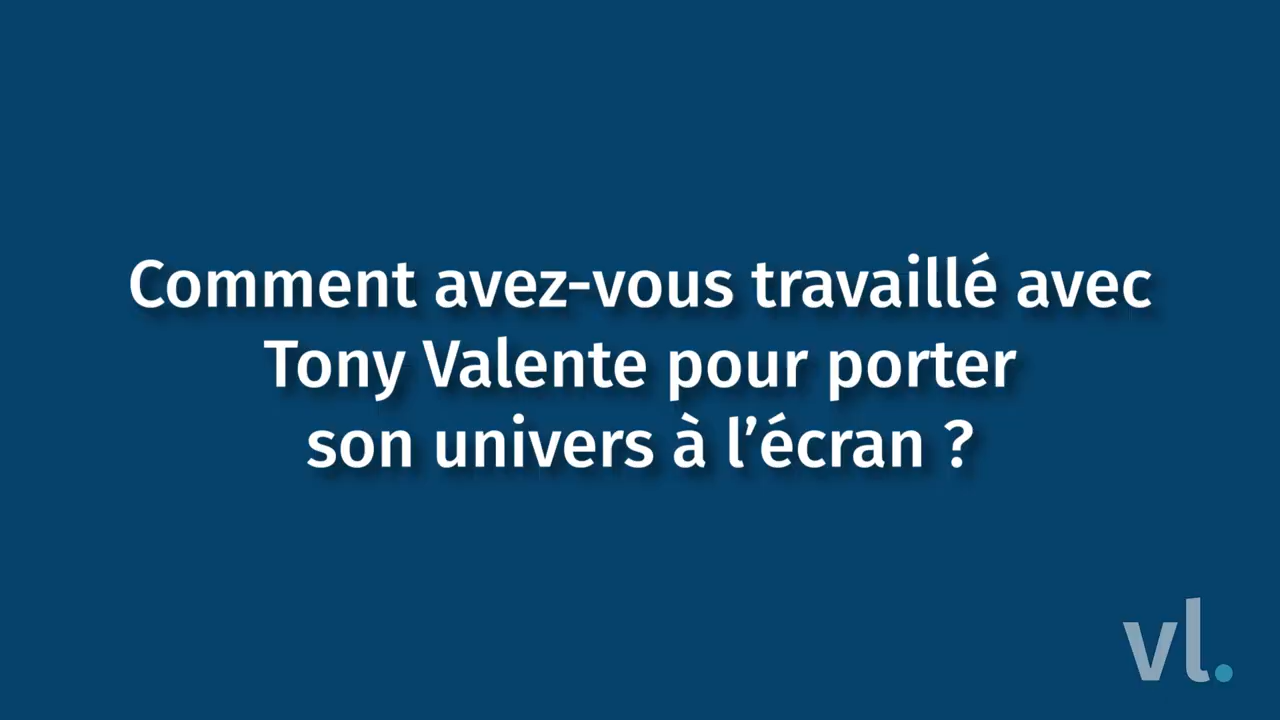 Comment avez-vous travaillé avec
Tony Valente pour porter
son univers à l’écran ?
vl.